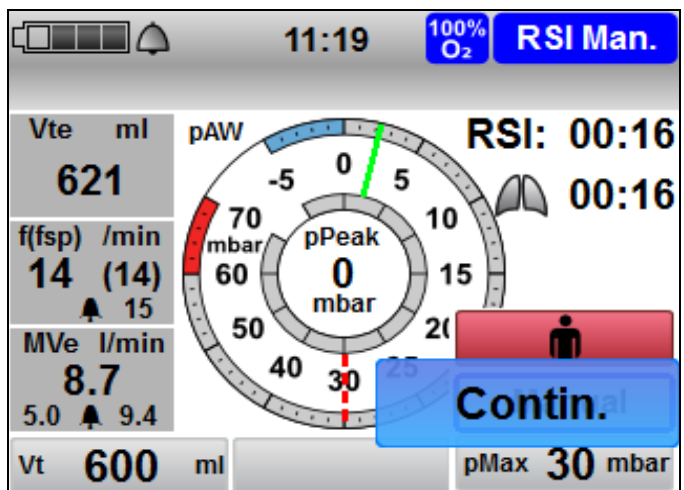 11:19
100%
O₂
RSI Man.
Vte ml
621
pAW
RSI: 00:16
00:16
f(fsp) /min
14 (14)
15
MVe l/min
8.7
5.0 9.4
-5 0 5
70 10
mbar
60 15
50 20
40 30 25
pPeak
0
mbar
Contin.
Vt 600 ml
pMax 30 mbar